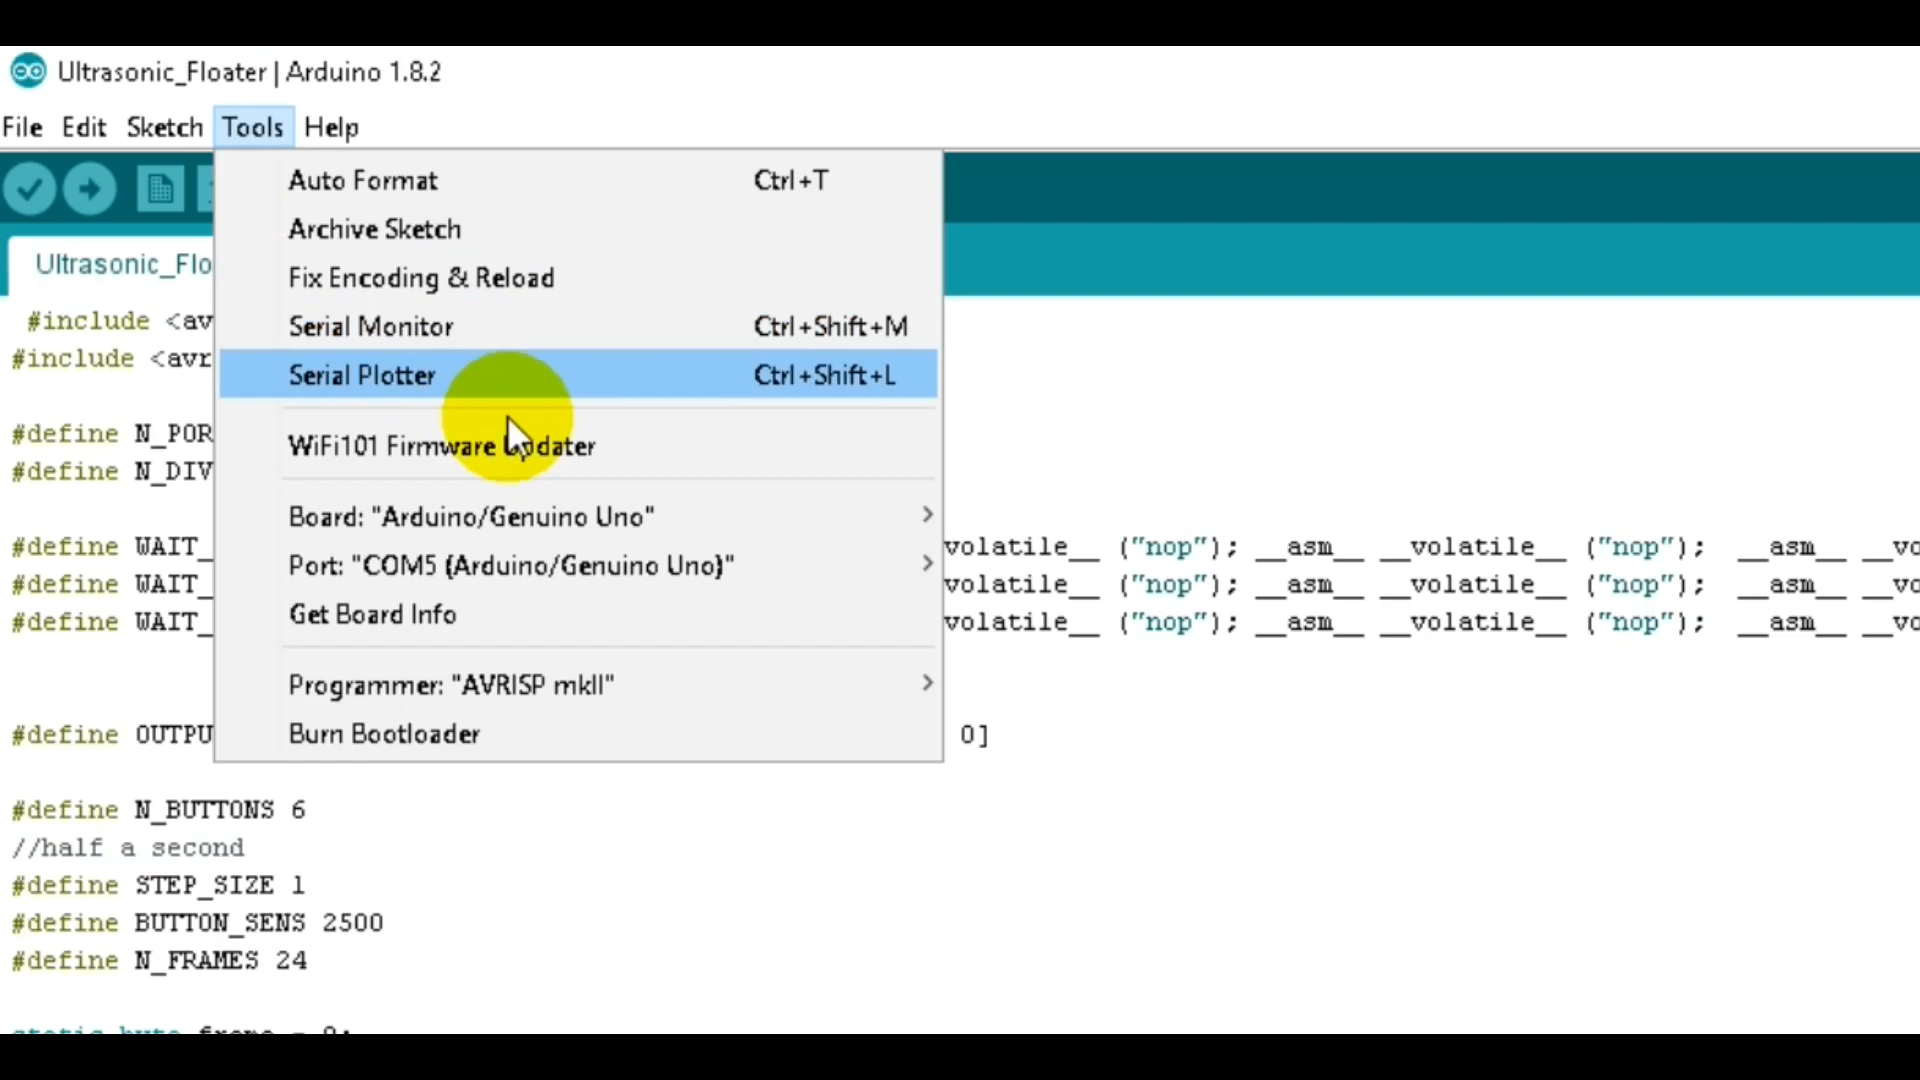 Ultrasonic_Floater | Arduino 1.8.2
File Edit Sketch Tools Help
Auto Format Ctrl+T
Archive Sketch
Fix Encoding & Reload
Serial Monitor Ctrl+Shift+M
Serial Plotter Ctrl+Shift+L
WiFi101 Firmware Updater
Board: "Arduino/Genuino Uno"
Port: "COM5 (Arduino/Genuino Uno)"
Get Board Info
Programmer: "AVRISP mkII"
Burn Bootloader
Ultrasonic_Flo
#include <av
#include <avr
#define N_POR
#define N_DIV
#define WAIT_ volatile__ ("nop"); __asm__ __volatile__ ("nop"); __asm__ __vo
#define WAIT_ volatile__ ("nop"); __asm__ __volatile__ ("nop"); __asm__ __vo
#define WAIT_ volatile__ ("nop"); __asm__ __volatile__ ("nop"); __asm__ __vo
#define OUTPU 0]
#define N_BUTTONS 6
//half a second
#define STEP_SIZE 1
#define BUTTON_SENS 2500
#define N_FRAMES 24